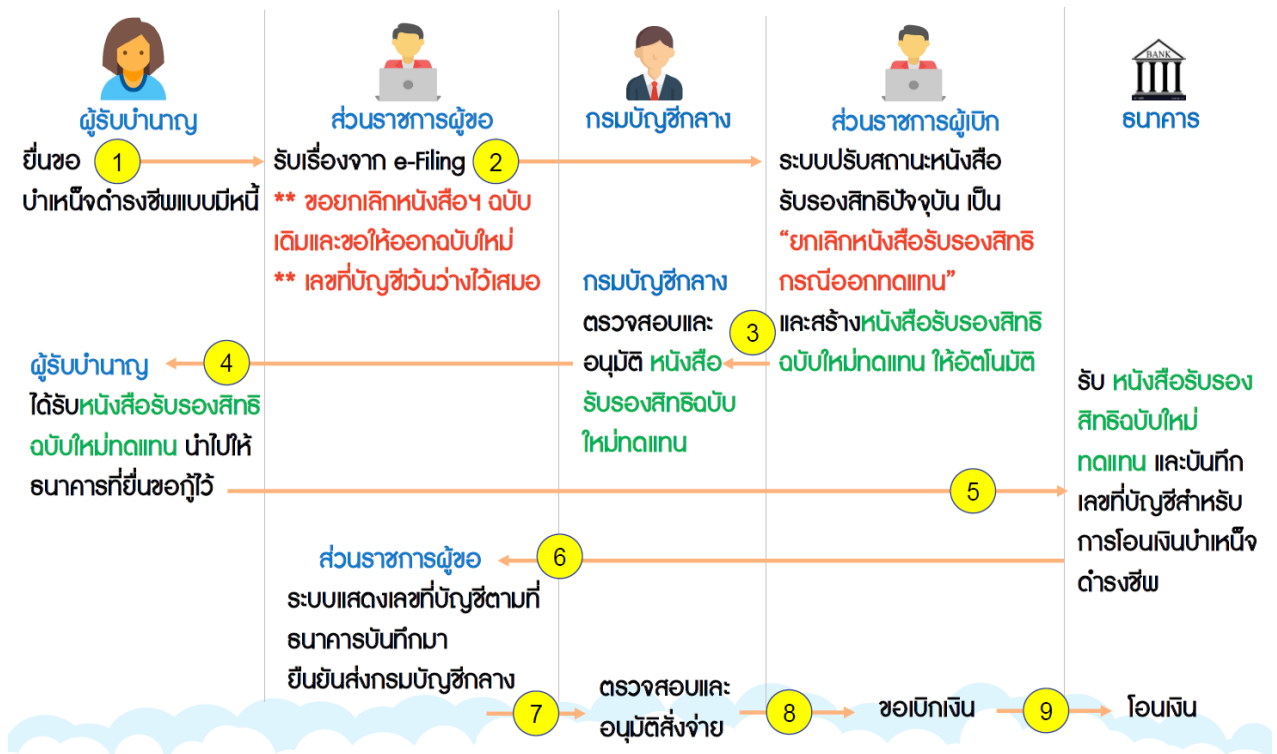 BANK
ผู้รับบำนาญ
ส่วนราชการผู้ขอ
กรมบัญชีกลาง
ส่วนราชการผู้เบิก
ธนาคาร
ยื่นขอ
1
บำเหน็จดำรงชีพแบบมีหนี้
รับเรื่องจาก e-Filing
2
** ขอยกเลิกหนังสือฯ ฉบับ
เดิมและขอให้ออกฉบับใหม่
** เลขที่บัญชีเว้นว่างไว้เสมอ
ระบบปรับสถานะหนังสือ
รับรองสิทธิปัจจุบัน เป็น
“ยกเลิกหนังสือรับรองสิทธิ
กรณีออกทดแทน”
และสร้างหนังสือรับรองสิทธิ
ฉบับใหม่ทดแทน ให้อัตโนมัติ
3
กรมบัญชีกลาง
ตรวจสอบและ
อนุมัติ หนังสือ
รับรองสิทธิฉบับ
ใหม่ทดแทน
4
ผู้รับบำนาญ
ได้รับหนังสือรับรองสิทธิ
ฉบับใหม่ทดแทน นำไปให้
ธนาคารที่ยื่นขอกู้ไว้
5
รับ หนังสือรับรอง
สิทธิฉบับใหม่
ทดแทน และบันทึก
เลขที่บัญชีสำหรับ
การโอนเงินบำเหน็จ
ดำรงชีพ
6
ส่วนราชการผู้ขอ
ระบบแสดงเลขที่บัญชีตามที่
ธนาคารบันทึกมา
ยืนยันส่งกรมบัญชีกลาง
7
ตรวจสอบและ
อนุมัติสั่งจ่าย
8
ขอเบิกเงิน
9
โอนเงิน